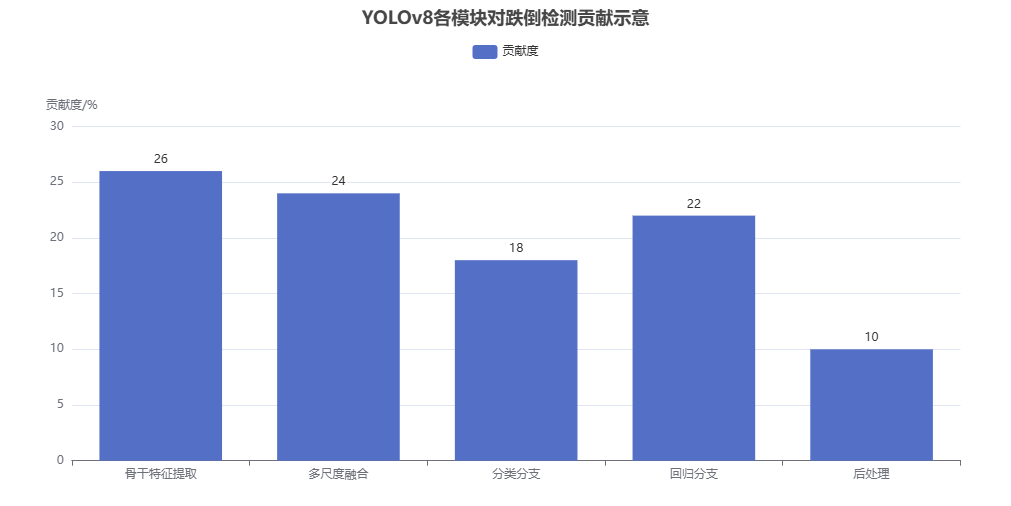 YOLOv8各模块对跌倒检测贡献示意
贡献度
贡献度/%
30
25
20
15
10
5
0
26
24
18
22
10
骨干特征提取
多尺度融合
分类分支
回归分支
后处理